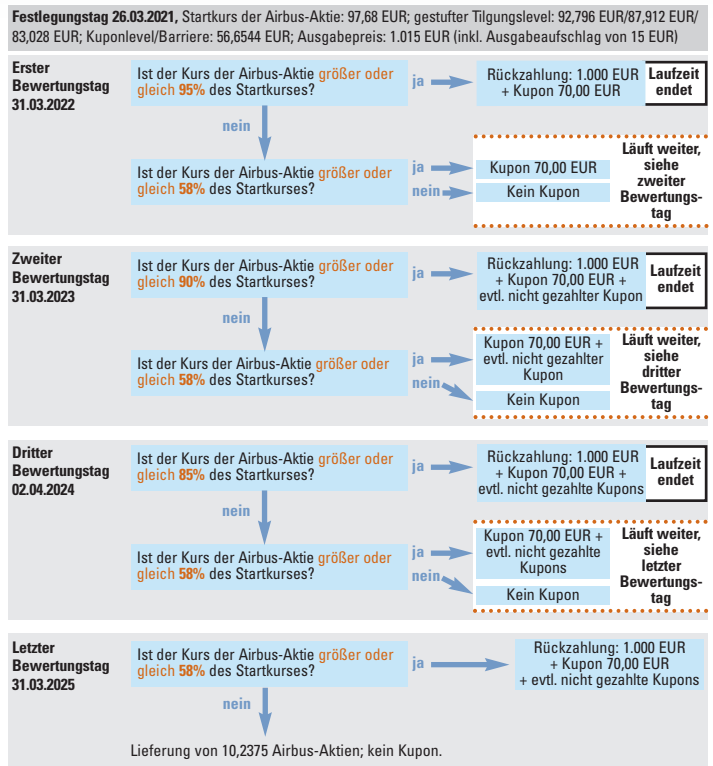 Festlegungstag 26.03.2021, Startkurs der Airbus-Aktie: 97,68 EUR; gestufter Tilgungslevel: 92,796 EUR/87,912 EUR/
83,028 EUR; Kuponlevel/Barriere: 56,6544 EUR; Ausgabepreis: 1.015 EUR (inkl. Ausgabeaufschlag von 15 EUR)
Erster
Bewertungstag
31.03.2022
Ist der Kurs der Airbus-Aktie größer oder
gleich 95% des Startkurses?
ja
Rückzahlung: 1.000 EUR
+ Kupon 70,00 EUR
Laufzeit
endet
nein
Ist der Kurs der Airbus-Aktie größer oder
gleich 58% des Startkurses?
ja
nein
Kupon 70,00 EUR
Kein Kupon
Läuft weiter,
siehe
zweiter
Bewertungs-
tag
Zweiter
Bewertungstag
31.03.2023
Ist der Kurs der Airbus-Aktie größer oder
gleich 90% des Startkurses?
ja
Rückzahlung: 1.000 EUR
+ Kupon 70,00 EUR +
evtl. nicht gezahlter Kupon
Laufzeit
endet
nein
Ist der Kurs der Airbus-Aktie größer oder
gleich 58% des Startkurses?
ja
nein
Kupon 70,00 EUR +
evtl. nicht gezahlter
Kupon
Kein Kupon
Läuft weiter,
siehe
dritter
Bewertungs-
tag
Dritter
Bewertungstag
02.04.2024
Ist der Kurs der Airbus-Aktie größer oder
gleich 85% des Startkurses?
ja
Rückzahlung: 1.000 EUR
+ Kupon 70,00 EUR +
evtl. nicht gezahlte Kupons
Laufzeit
endet
nein
Ist der Kurs der Airbus-Aktie größer oder
gleich 58% des Startkurses?
ja
nein
Kupon 70,00 EUR +
evtl. nicht gezahlte
Kupons
Kein Kupon
Läuft weiter,
siehe
letzter
Bewertungs-
tag
Letzter
Bewertungstag
31.03.2025
Ist der Kurs der Airbus-Aktie größer oder
gleich 58% des Startkurses?
ja
Rückzahlung: 1.000 EUR
+ Kupon 70,00 EUR
+ evtl. nicht gezahlte Kupons
nein
Lieferung von 10,2375 Airbus-Aktien; kein Kupon.